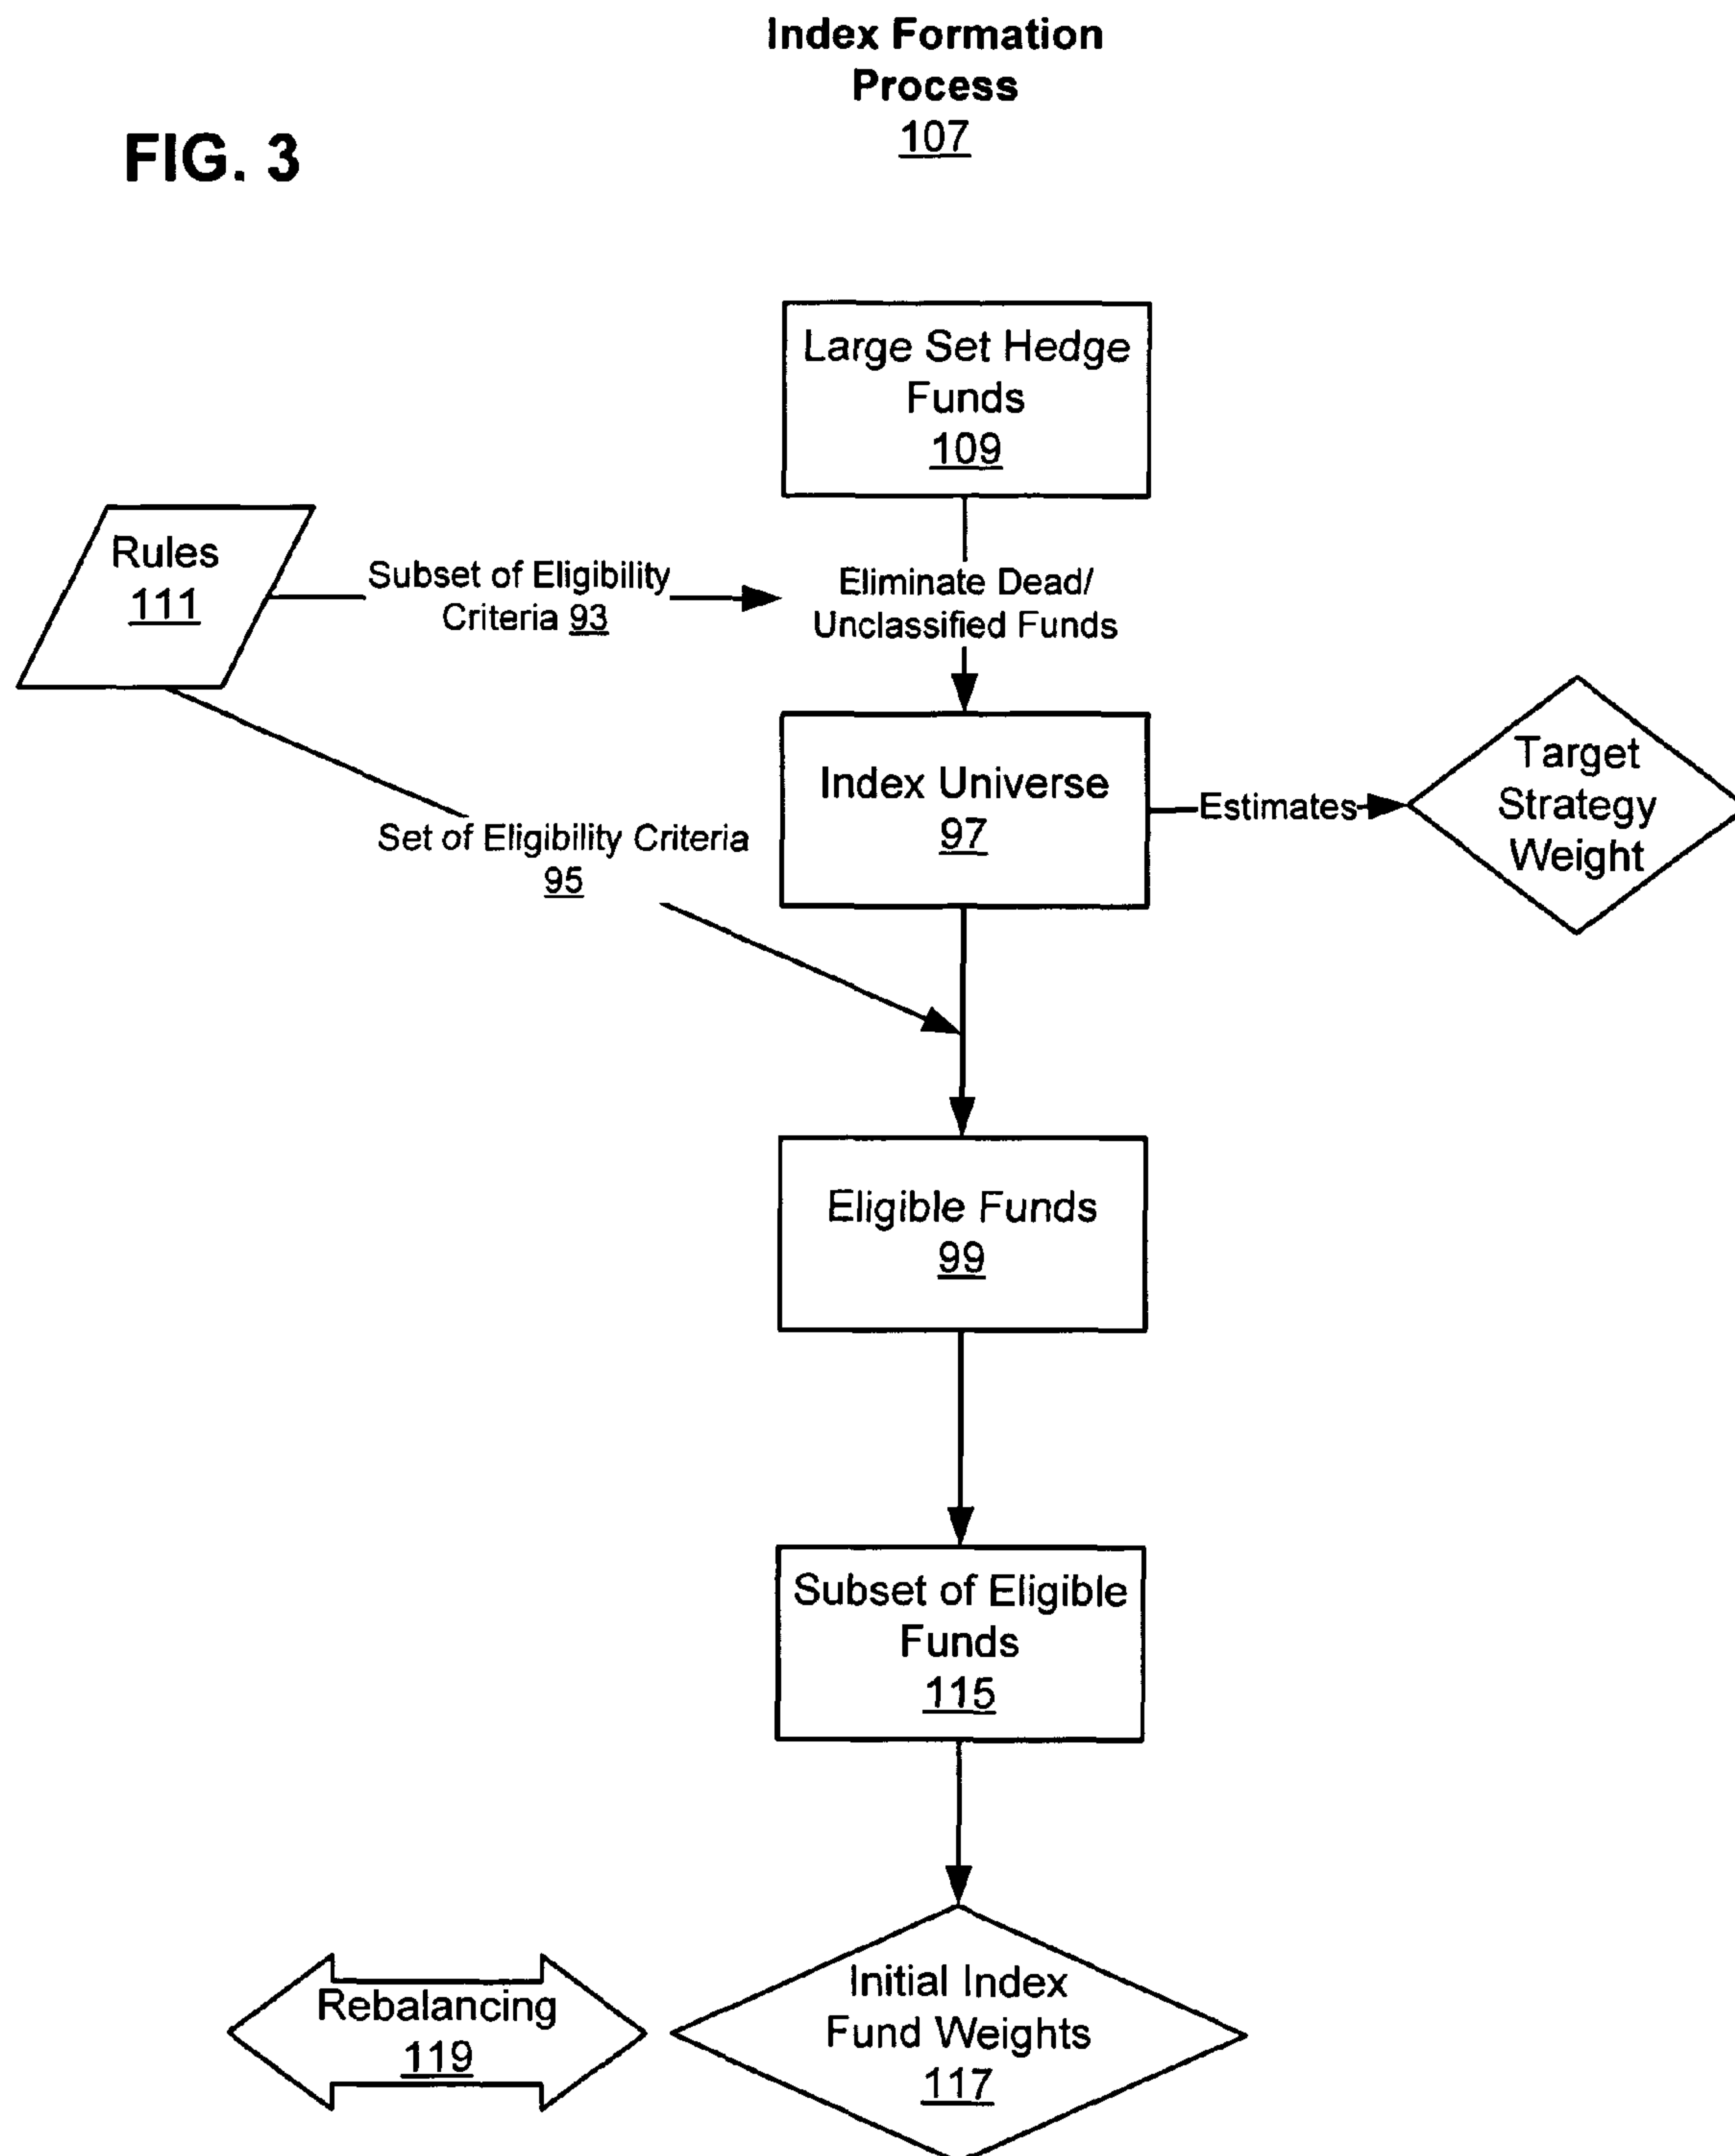 Index Formation
Process
107
FIG. 3
Large Set Hedge
Funds
109
Rules
111
Subset of Eligibility
Criteria 93
Eliminate Dead/
Unclassified Funds
Index Universe
97
Estimates
Target
Strategy
Weight
Set of Eligibility Criteria
95
Eligible Funds
99
Subset of Eligible
Funds
115
Initial Index
Fund Weights
117
Rebalancing
119